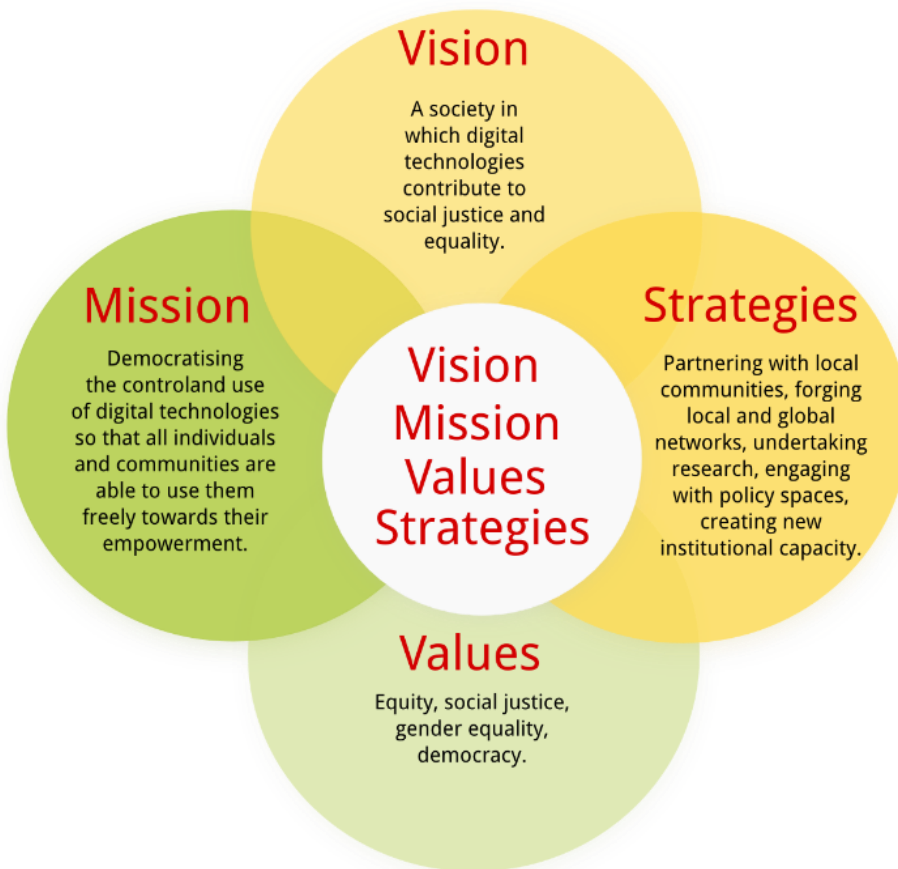 Vision
A society in
which digital
technologies
contribute to
social justice and
equality.
Mission
Democratising
the controland use
of digital technologies
so that all individuals
and communities are
able to use them
freely towards their
empowerment.
Vision
Mission
Values
Strategies
Strategies
Partnering with local
communities, forging
local and global
networks, undertaking
research, engaging
with policy spaces,
creating new
institutional capacity.
Values
Equity, social justice,
gender equality,
democracy.